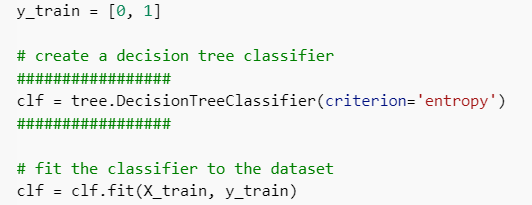 y_train = [0, 1]
# create a decision tree classifier
#################
clf = tree.DecisionTreeClassifier(criterion='entropy')
#################
# fit the classifier to the dataset
clf = clf.fit(X_train, y_train)